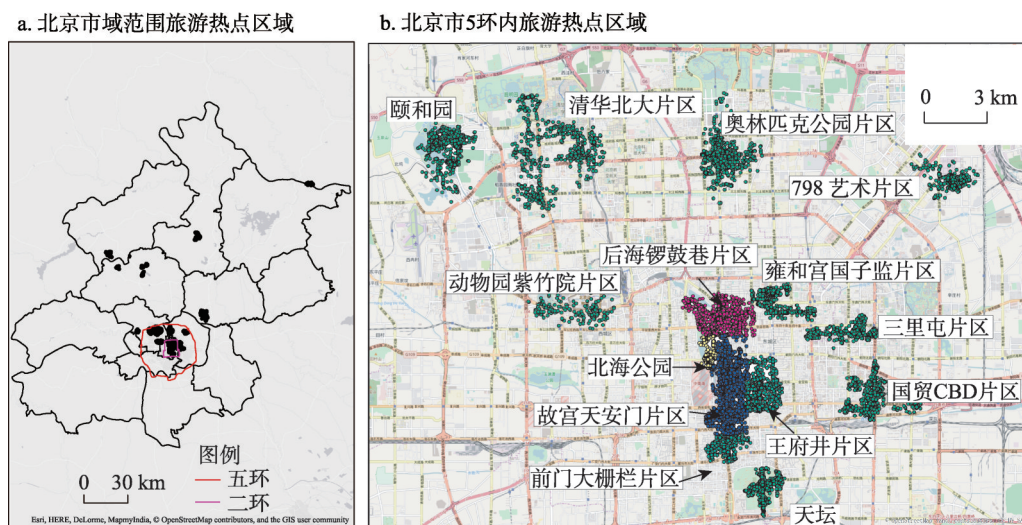 a. 北京市域范围旅游热点区域
b. 北京市5环内旅游热点区域
0 30 km
图例
五环
二环
Esri, HERE, DeLorme, MapmyIndia, © OpenStreetMap contributors, and the GIS user community
颐和园
清华北大片区
奥林匹克公园片区
0 3 km
798 艺术片区
后海锣鼓巷片区
雍和宫国子监片区
动物园紫竹院片区
三里屯片区
北海公园
国贸CBD片区
故宫天安门片区
王府井片区
前门大栅栏片区
天坛